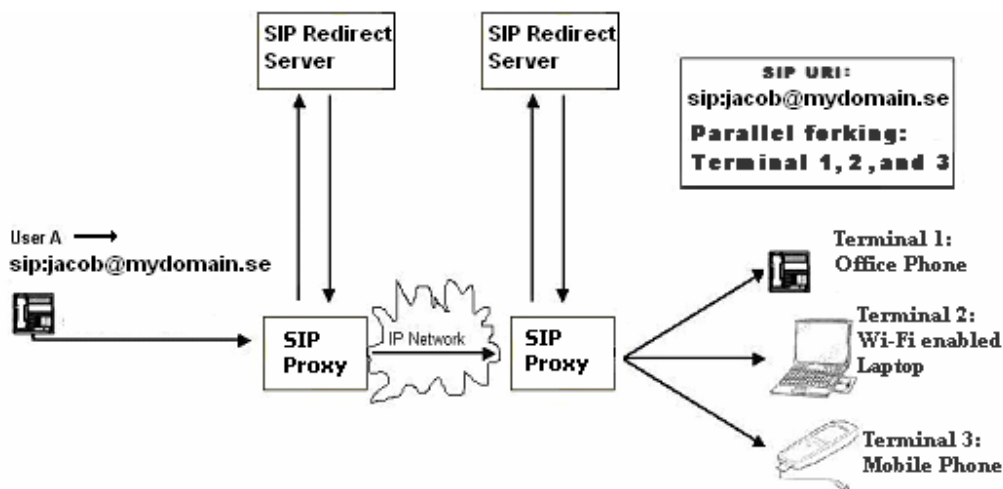 SIP Redirect
Server
SIP Redirect
Server
SIP URI:
sip:jacob@mydomain.se
Parallel forking:
Terminal 1, 2, and 3
User A
sip:jacob@mydomain.se
SIP
Proxy
IP Network
SIP
Proxy
Terminal 1:
Office Phone
Terminal 2:
Wi-Fi enabled
Laptop
Terminal 3:
Mobile Phone